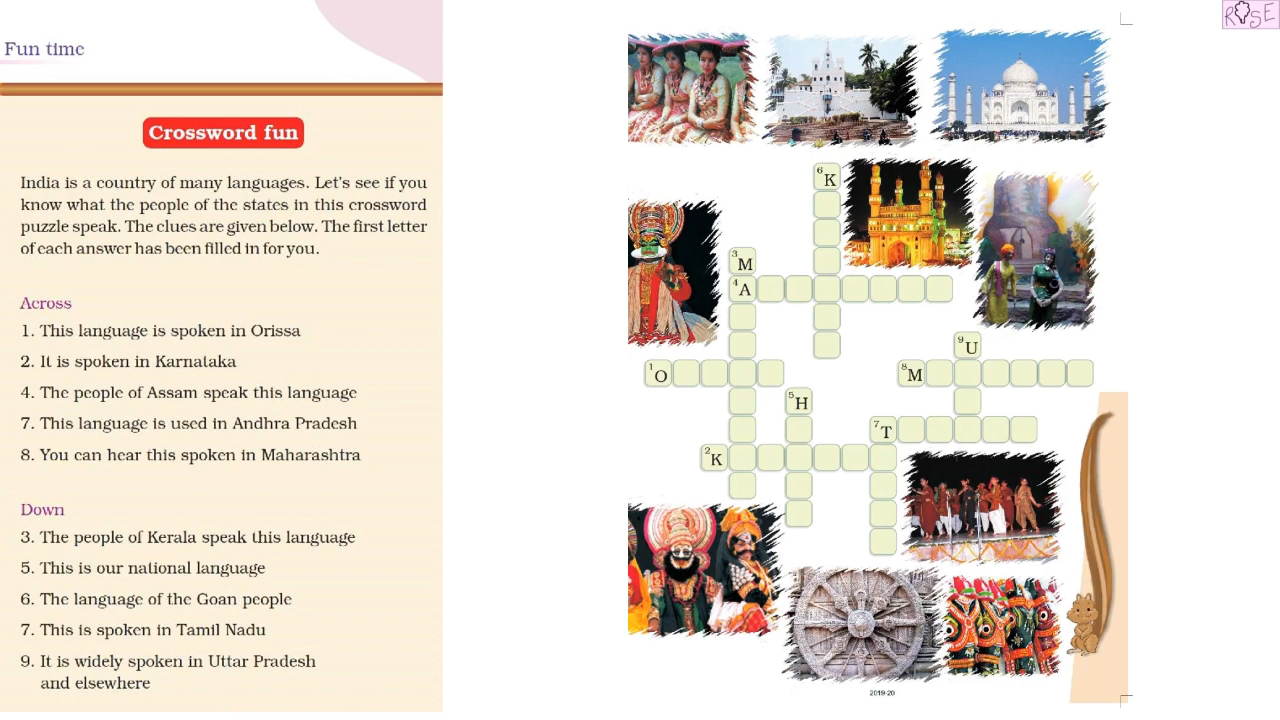 Fun time
Crossword fun
India is a country of many languages. Let's see if you
know what the people of the states in this crossword
puzzle speak. The clues are given below. The first letter
of each answer has been filled in for you.
Across
1. This language is spoken in Orissa
2. It is spoken in Karnataka
4. The people of Assam speak this language
7. This language is used in Andhra Pradesh
8. You can hear this spoken in Maharashtra
Down
3. The people of Kerala speak this language
5. This is our national language
6. The language of the Goan people
7. This is spoken in Tamil Nadu
9. It is widely spoken in Uttar Pradesh
and elsewhere
ROSE
6K
3M
4A
9U
1O
8M
5H
7T
2K
2019-20